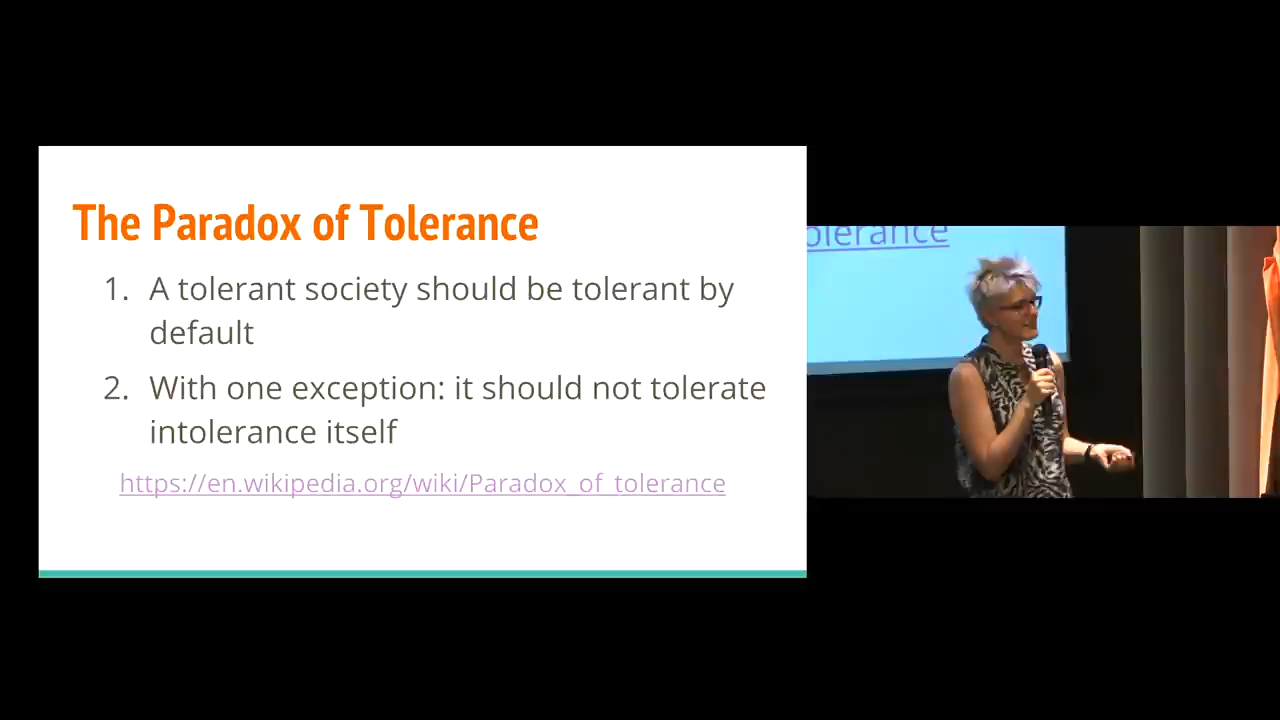 The Paradox of Tolerance
1. A tolerant society should be tolerant by
default
2. With one exception: it should not tolerate
intolerance itself
https://en.wikipedia.org/wiki/Paradox_of_tolerance
olerance